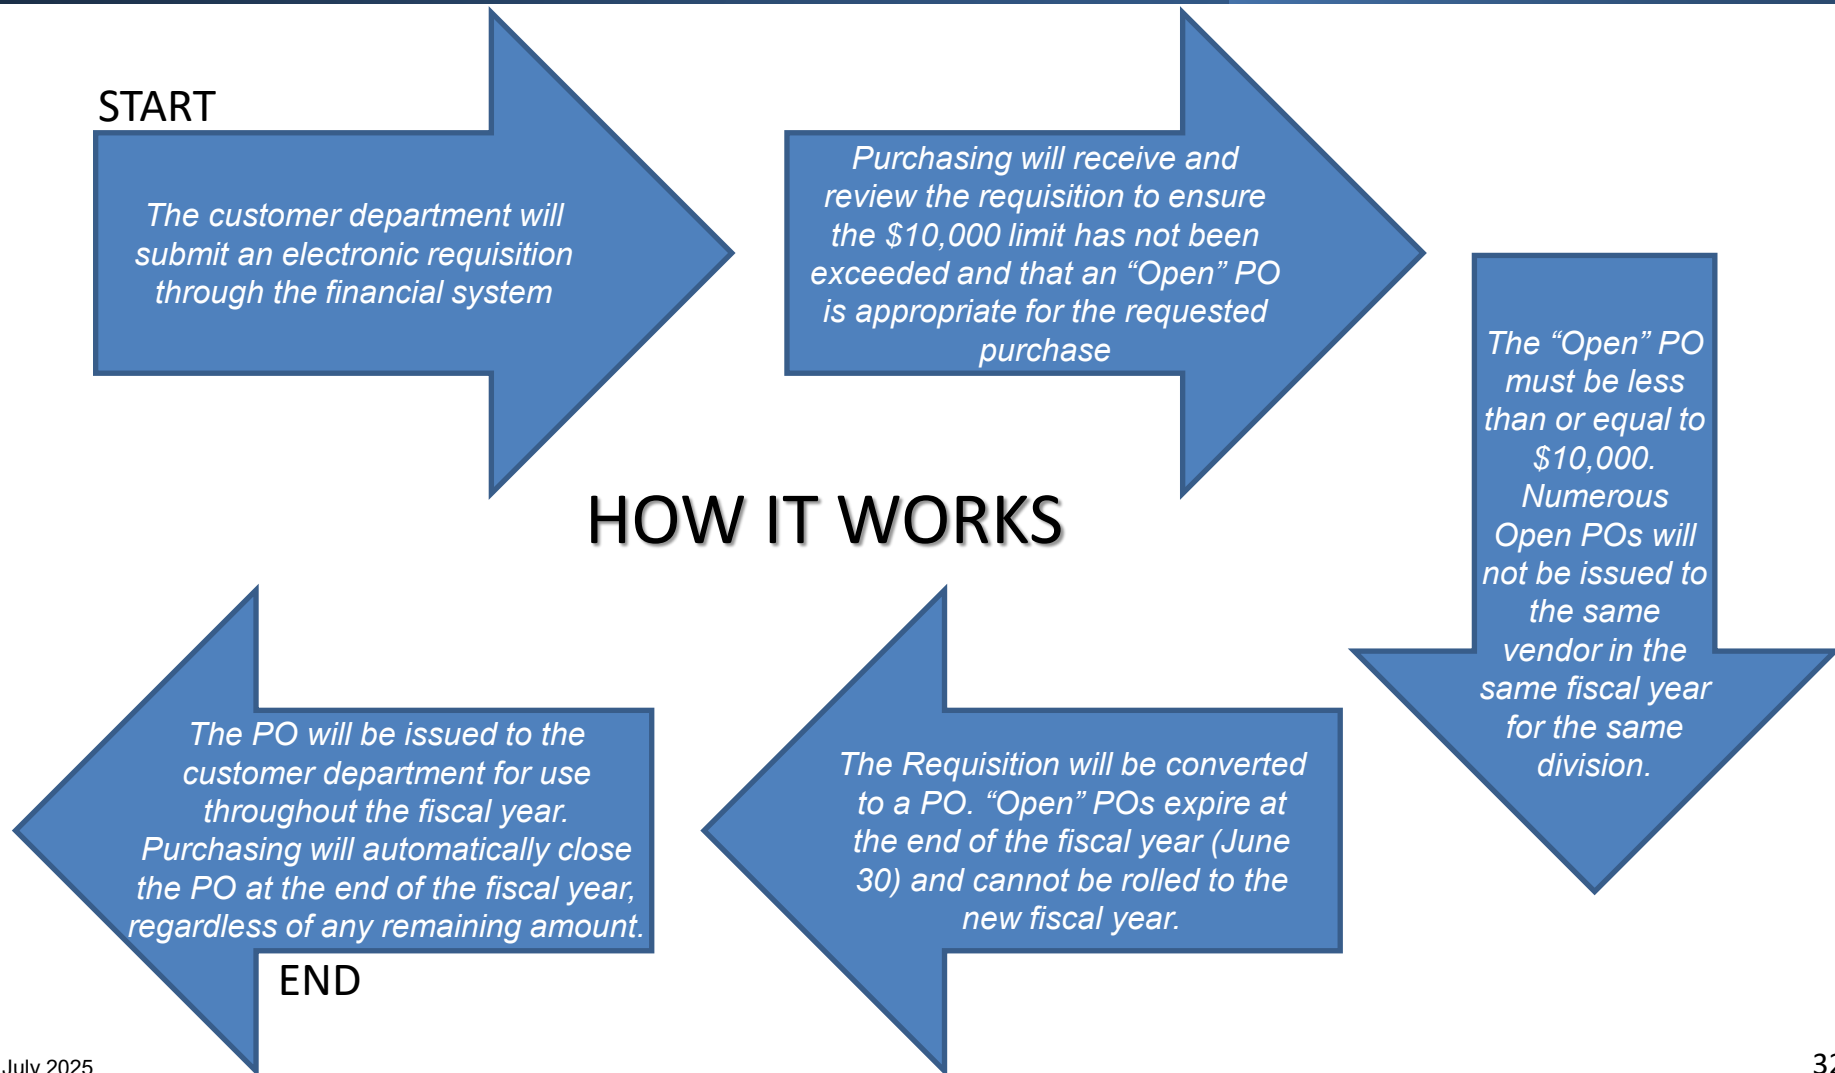 START
The customer department will
submit an electronic requisition
through the financial system
Purchasing will receive and
review the requisition to ensure
the $10,000 limit has not been
exceeded and that an “Open” PO
is appropriate for the requested
purchase
The “Open” PO
must be less
than or equal to
$10,000.
Numerous
Open POs will
not be issued to
the same
vendor in the
same fiscal year
for the same
division.
HOW IT WORKS
The Requisition will be converted
to a PO. “Open” POs expire at
the end of the fiscal year (June
30) and cannot be rolled to the
new fiscal year.
The PO will be issued to the
customer department for use
throughout the fiscal year.
Purchasing will automatically close
the PO at the end of the fiscal year,
regardless of any remaining amount.
END
July 2025
32